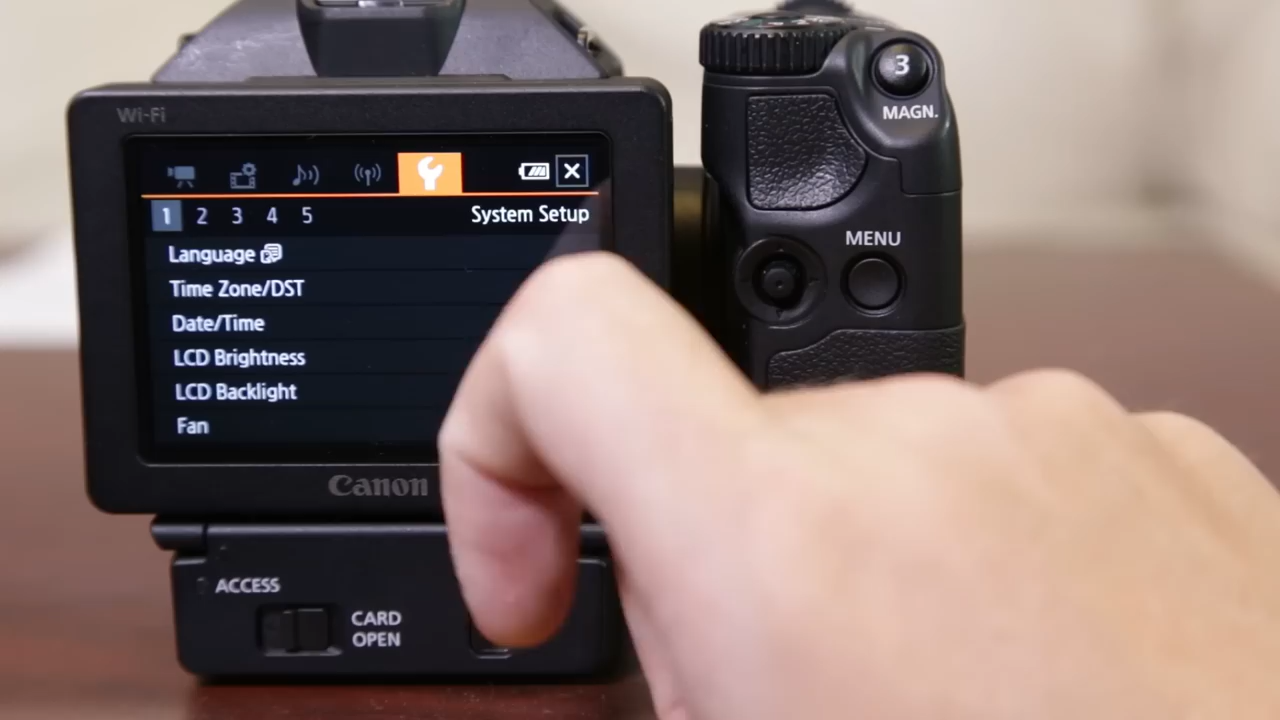 Wi-Fi
3
MAGN.
1 2 3 4 5
System Setup
Language
Time Zone/DST
Date/Time
LCD Brightness
LCD Backlight
Fan
MENU
Canon
ACCESS
CARD
OPEN